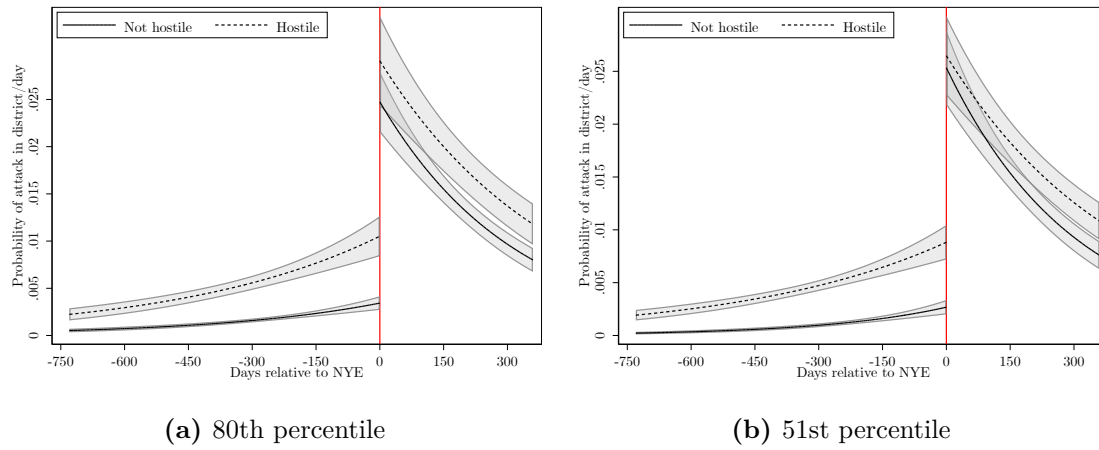 Not hostile Hostile
Probability of attack in district/day
0 .005 .01 .015 .02 .025
-750 -600 -450 -300 -150 0 150 300
Days relative to NYE
(a) 80th percentile
Not hostile Hostile
Probability of attack in district/day
0 .005 .01 .015 .02 .025
-750 -600 -450 -300 -150 0 150 300
Days relative to NYE
(b) 51st percentile